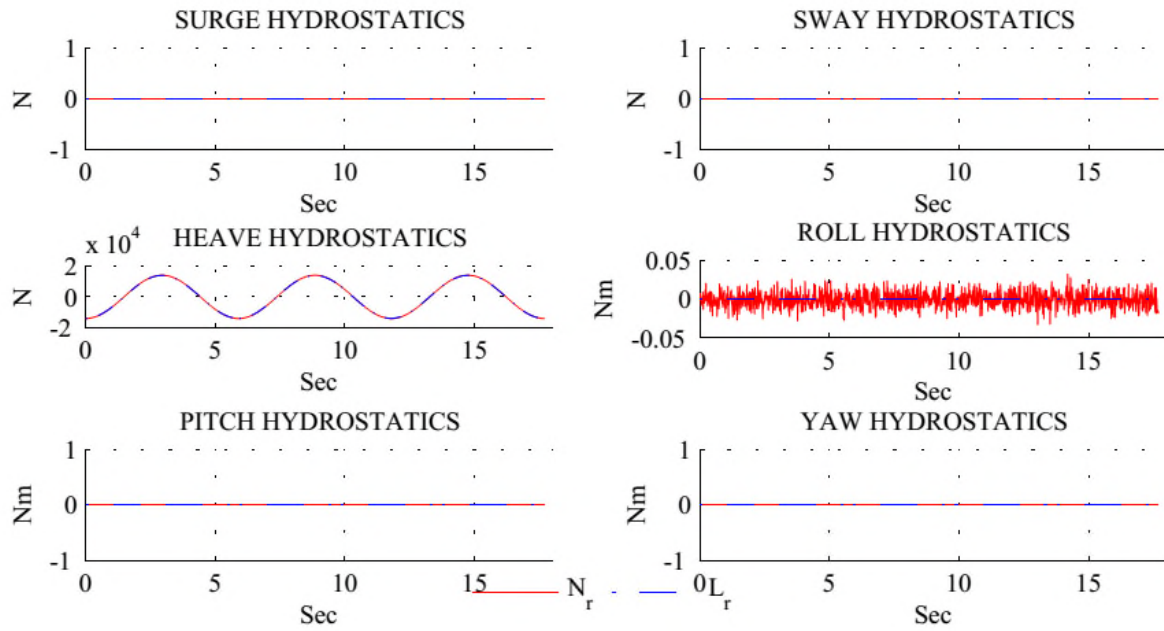 SURGE HYDROSTATICS
1
0
-1
N
0 5 10 15
Sec
SWAY HYDROSTATICS
1
0
-1
N
0 5 10 15
Sec
HEAVE HYDROSTATICS
x 10^4
2
0
-2
N
0 5 10 15
Sec
ROLL HYDROSTATICS
0.05
0
-0.05
Nm
0 5 10 15
Sec
PITCH HYDROSTATICS
1
0
-1
Nm
0 5 10 15
Sec
YAW HYDROSTATICS
1
0
-1
Nm
0 5 10 15
Sec
N_r L_r